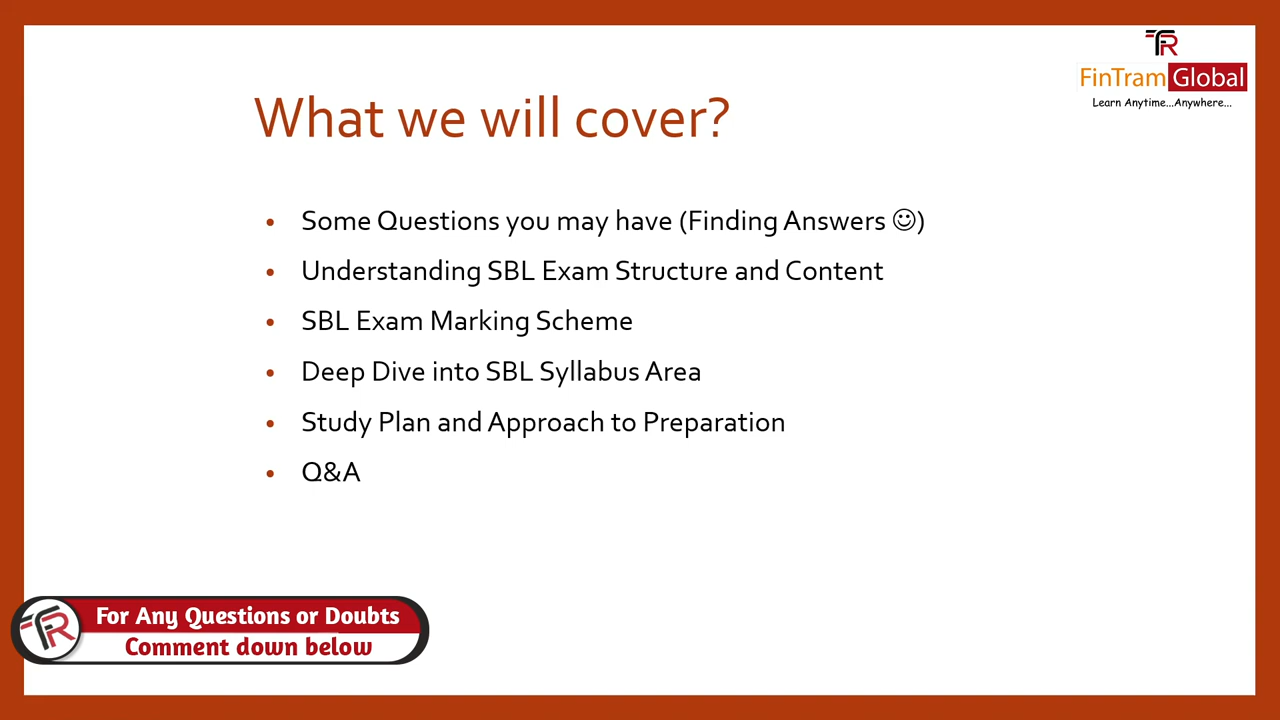 FR
FinTram Global
Learn Anytime...Anywhere...
What we will cover?
• Some Questions you may have (Finding Answers ☺)
• Understanding SBL Exam Structure and Content
• SBL Exam Marking Scheme
• Deep Dive into SBL Syllabus Area
• Study Plan and Approach to Preparation
• Q&A
FR
For Any Questions or Doubts
Comment down below